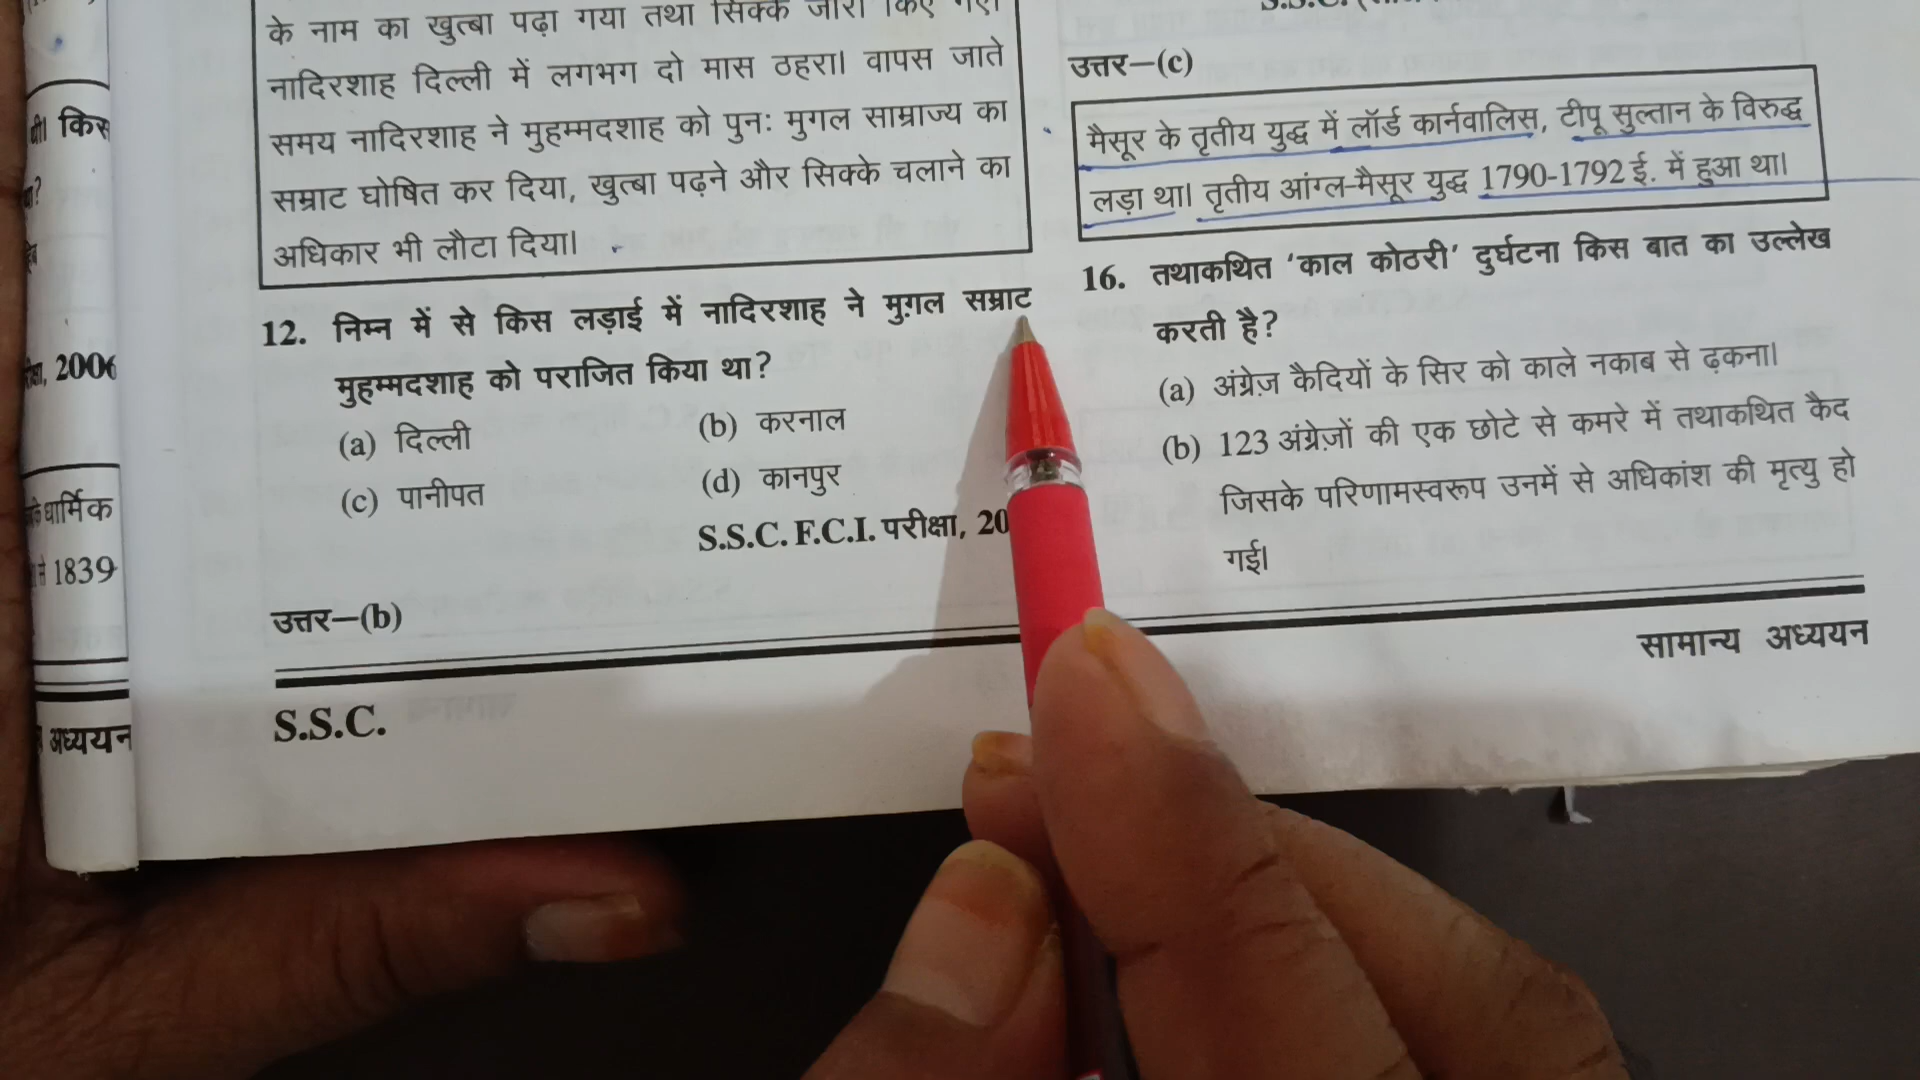 के नाम का खुत्बा पढ़ा गया तथा सिक्के जारी किए गए।
नादिरशाह दिल्ली में लगभग दो मास ठहरा। वापस जाते
समय नादिरशाह ने मुहम्मदशाह को पुनः मुगल साम्राज्य का
सम्राट घोषित कर दिया, खुत्बा पढ़ने और सिक्के चलाने का
अधिकार भी लौटा दिया।
12. निम्न में से किस लड़ाई में नादिरशाह ने मुग़ल सम्राट
मुहम्मदशाह को पराजित किया था?
(a) दिल्ली (b) करनाल
(c) पानीपत (d) कानपुर
S.S.C. F.C.I. परीक्षा, 20
उत्तर–(b)
S.S.C.
उत्तर–(c)
मैसूर के तृतीय युद्ध में लॉर्ड कार्नवालिस, टीपू सुल्तान के विरुद्ध
लड़ा था। तृतीय आंग्ल-मैसूर युद्ध 1790-1792 ई. में हुआ था।
16. तथाकथित ‘काल कोठरी’ दुर्घटना किस बात का उल्लेख
करती है?
(a) अंग्रेज़ कैदियों के सिर को काले नकाब से ढ़कना।
(b) 123 अंग्रेज़ों की एक छोटे से कमरे में तथाकथित कैद
जिसके परिणामस्वरूप उनमें से अधिकांश की मृत्यु हो
गई।
सामान्य अध्ययन
किस
2006
धार्मिक
से 1839
अध्ययन